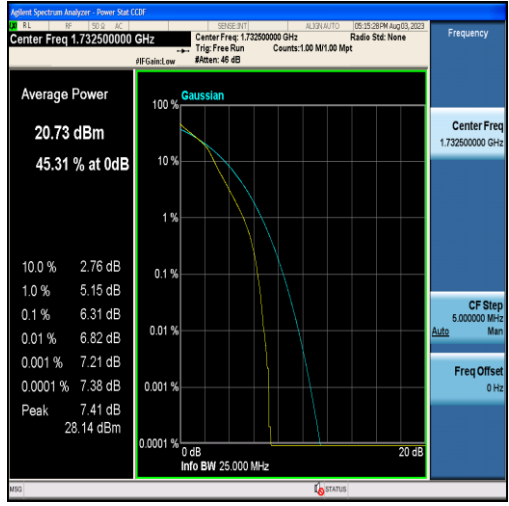 Agilent Spectrum Analyzer - Power Stat CCDF
RL RF 50 Ω AC SENSE:INT ALIGN AUTO 05:15:28 PM Aug 03, 2023
Center Freq 1.732500000 GHz
Center Freq: 1.732500000 GHz Radio Std: None
Trig: Free Run Counts:1.00 M/1.00 Mpt
#IFGain:Low #Atten: 46 dB
Frequency
Average Power
20.73 dBm
45.31 % at 0dB
10.0 % 2.76 dB
1.0 % 5.15 dB
0.1 % 6.31 dB
0.01 % 6.82 dB
0.001 % 7.21 dB
0.0001 % 7.38 dB
Peak 7.41 dB
28.14 dBm
Gaussian
100 %
10 %
1 %
0.1 %
0.01 %
0.001 %
0.0001 %
0 dB 20 dB
Info BW 25.000 MHz
Center Freq
1.732500000 GHz
CF Step
5.000000 MHz
Auto Man
Freq Offset
0 Hz
MSG STATUS